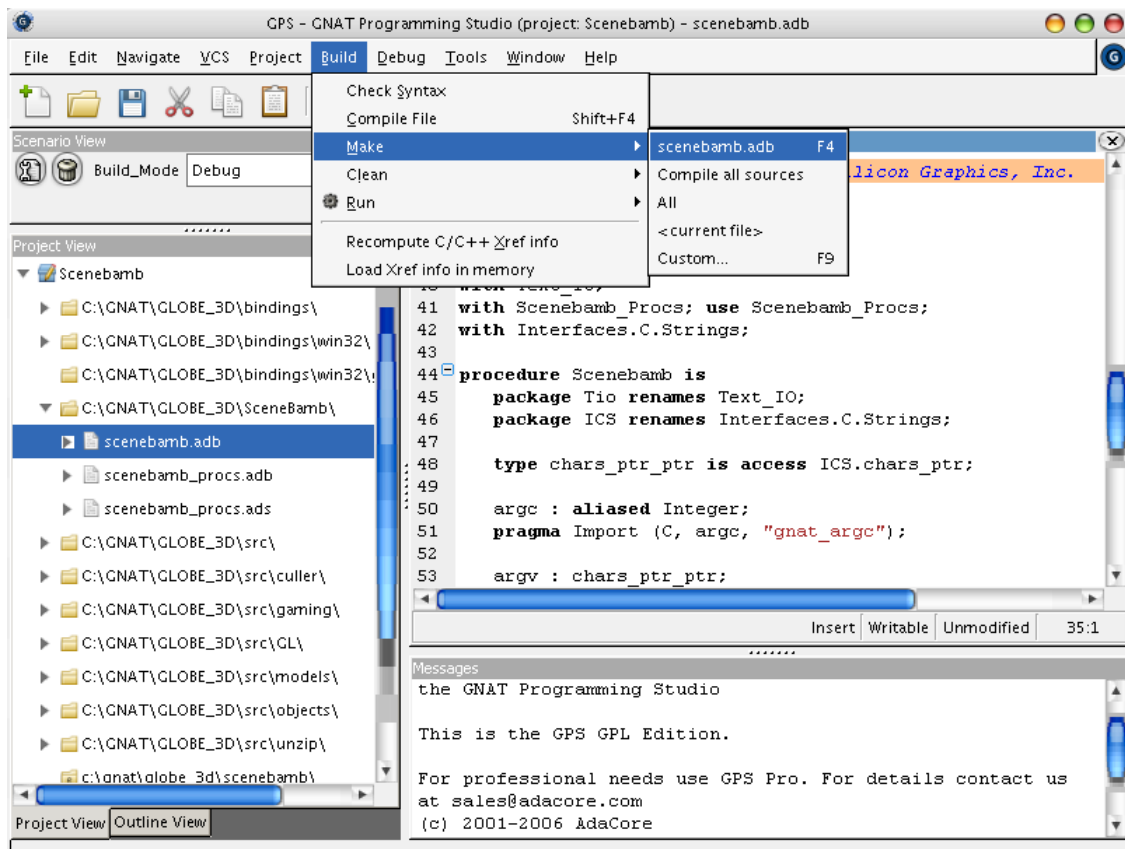 GPS - GNAT Programming Studio (project: Scenebamb) - scenebamb.adb
File Edit Navigate VCS Project Build Debug Tools Window Help
Check Syntax
Compile File Shift+F4
Make
Clean
Run
Recompute C/C++ Xref info
Load Xref info in memory
scenebamb.adb F4
Compile all sources
All
<current file>
Custom... F9
Scenario View
Build_Mode Debug
Project View
Scenebamb
C:\GNAT\GLOBE_3D\bindings\
C:\GNAT\GLOBE_3D\bindings\win32\
C:\GNAT\GLOBE_3D\bindings\win32\
C:\GNAT\GLOBE_3D\SceneBamb\
scenebamb.adb
scenebamb_procs.adb
scenebamb_procs.ads
C:\GNAT\GLOBE_3D\src\
C:\GNAT\GLOBE_3D\src\culler\
C:\GNAT\GLOBE_3D\src\gaming\
C:\GNAT\GLOBE_3D\src\GL\
C:\GNAT\GLOBE_3D\src\models\
C:\GNAT\GLOBE_3D\src\objects\
C:\GNAT\GLOBE_3D\src\unzip\
c:\gnat\globe_3d\scenebamb\
Project View Outline View
Graphics, Inc.
40 with Text_IO;
41 with Scenebamb_Procs; use Scenebamb_Procs;
42 with Interfaces.C.Strings;
43
44 procedure Scenebamb is
45 package Tio renames Text_IO;
46 package ICS renames Interfaces.C.Strings;
47
48 type chars_ptr_ptr is access ICS.chars_ptr;
49
50 argc : aliased Integer;
51 pragma Import (C, argc, "gnat_argc");
52
53 argv : chars_ptr_ptr;
Insert Writable Unmodified 35:1
Messages
the GNAT Programming Studio
This is the GPS GPL Edition.
For professional needs use GPS Pro. For details contact us
at sales@adacore.com
(c) 2001-2006 AdaCore